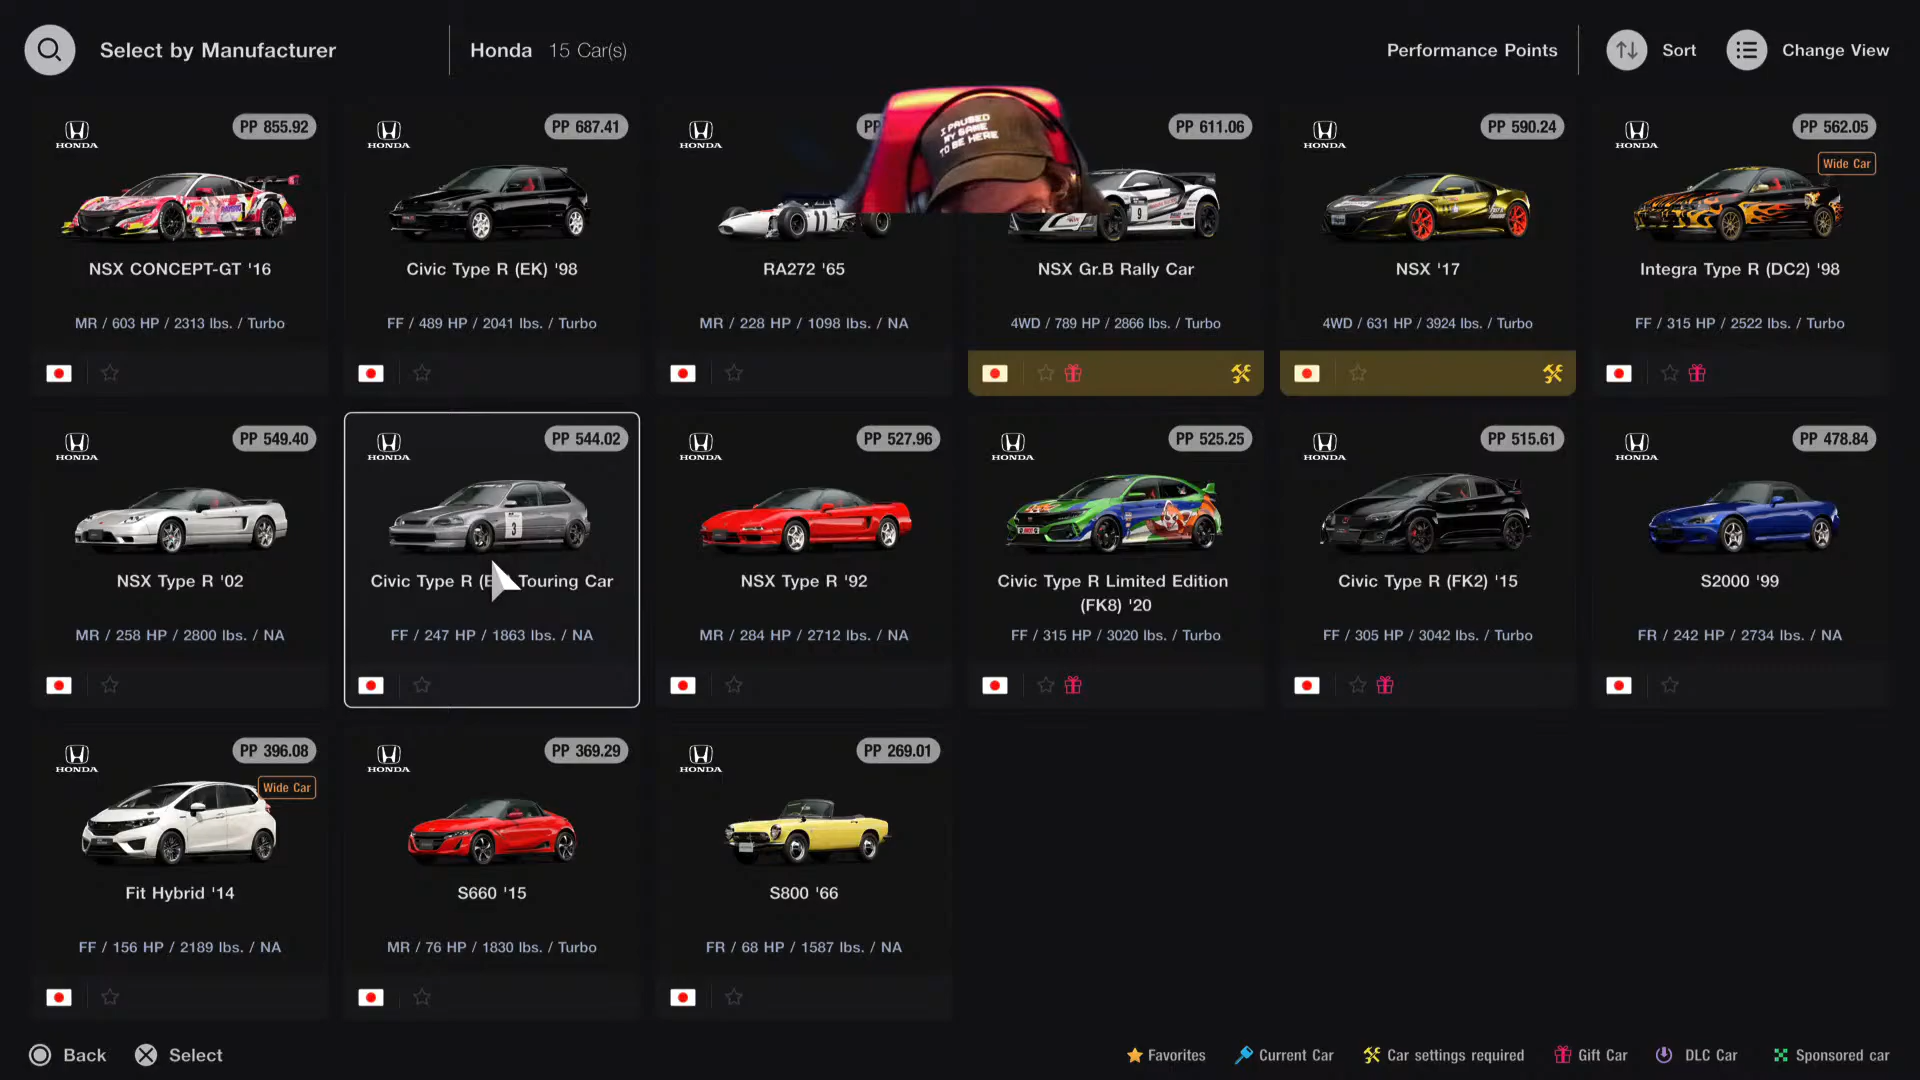 Select by Manufacturer
Honda 15 Car(s)
Performance Points
Sort
Change View
HONDA
PP 855.92
NSX CONCEPT-GT '16
MR / 603 HP / 2313 lbs. / Turbo
HONDA
PP 687.41
Civic Type R (EK) '98
FF / 489 HP / 2041 lbs. / Turbo
HONDA
PP
11
RA272 '65
MR / 228 HP / 1098 lbs. / NA
I PAUSED
MY GAME
TO BE HERE
PP 611.06
9
NSX Gr.B Rally Car
4WD / 789 HP / 2866 lbs. / Turbo
HONDA
PP 590.24
NSX '17
4WD / 631 HP / 3924 lbs. / Turbo
HONDA
PP 562.05
Wide Car
Integra Type R (DC2) '98
FF / 315 HP / 2522 lbs. / Turbo
HONDA
PP 549.40
NSX Type R '02
MR / 258 HP / 2800 lbs. / NA
HONDA
PP 544.02
3
Civic Type R (E Touring Car
FF / 247 HP / 1863 lbs. / NA
HONDA
PP 527.96
NSX Type R '92
MR / 284 HP / 2712 lbs. / NA
HONDA
PP 525.25
Civic Type R Limited Edition
(FK8) '20
FF / 315 HP / 3020 lbs. / Turbo
HONDA
PP 515.61
Civic Type R (FK2) '15
FF / 305 HP / 3042 lbs. / Turbo
HONDA
PP 478.84
S2000 '99
FR / 242 HP / 2734 lbs. / NA
HONDA
PP 396.08
Wide Car
Fit Hybrid '14
FF / 156 HP / 2189 lbs. / NA
HONDA
PP 369.29
S660 '15
MR / 76 HP / 1830 lbs. / Turbo
HONDA
PP 269.01
S800 '66
FR / 68 HP / 1587 lbs. / NA
Back
Select
Favorites
Current Car
Car settings required
Gift Car
DLC Car
Sponsored car